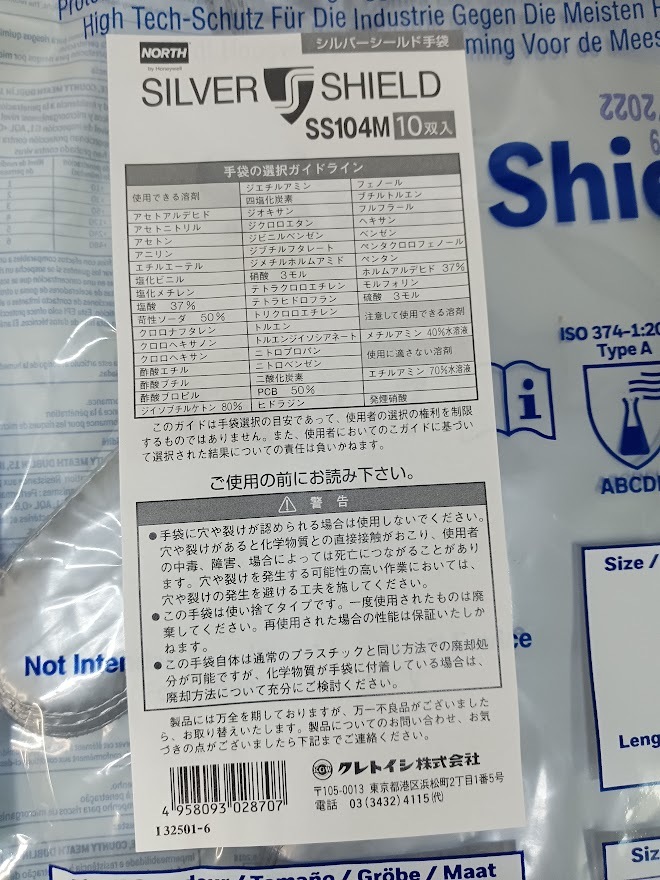 High Tech-Schutz Für Die Industrie Gegen Die Meisten
ming Voor de Mees
2022
Shie
ISO 374-1:20
Type A
ABCDE
Size /
Not Inter
ce
Leng
Siz
シルバーシールド手袋
NORTH
by Honeywell
SILVER SHIELD
SS104M 10双入
手袋の選択ガイドライン
使用できる溶剤
アセトアルデヒド
アセトニトリル
アセトン
アニリン
エチルエーテル
塩化ビニル
塩化メチレン
塩酸 37%
苛性ソーダ 50%
クロロナフタレン
クロロヘキサノン
クロロヘキサン
酢酸エチル
酢酸ブチル
酢酸プロピル
ジイソブチルケトン 80%
ジエチルアミン
四塩化炭素
ジオキサン
ジクロロエタン
ジビニルベンゼン
ジブチルフタレート
ジメチルホルムアミド
硝酸 3モル
テトラクロロエチレン
テトラヒドロフラン
トリクロロエチレン
トルエン
トルエンジイソシアネート
ニトロプロパン
ニトロベンゼン
二酸化炭素
PCB 50%
ヒドラジン
フェノール
ブチルトルエン
フルフラール
ヘキサン
ベンゼン
ペンタクロロフェノール
ペンタン
ホルムアルデヒド 37%
モルフォリン
硫酸 3モル
注意して使用できる溶剤
メチルアミン 40%水溶液
使用に適さない溶剤
エチルアミン 70%水溶液
発煙硝酸
このガイドは手袋選択の目安であって、使用者の選択の権利を制限
するものではありません。また、使用者においてのこガイドに基づい
て選択された結果についての責任は負いかねます。
ご使用の前にお読み下さい。
警告
●手袋に穴や裂けが認められる場合は使用しないでください。
穴や裂けがあると化学物質との直接接触がおこり、使用者
の中毒、障害、場合によっては死亡につながることがあり
ます。穴や裂けを発生する可能性の高い作業においては、
穴や裂けの発生を避ける工夫を施してください。
●この手袋は使い捨てタイプです。一度使用されたものは廃
棄してください。再使用された場合の性能は保証いたしか
ねます。
●この手袋自体は通常のプラスチックと同じ方法での廃却処
分が可能ですが、化学物質が手袋に付着している場合は、
廃却方法について充分にご検討ください。
製品には万全を期しておりますが、万一不良品がございました
ら、お取り替えいたします。製品についてのお問い合わせ、お気
づきの点がございましたら下記までご連絡ください。
クレトイシ株式会社
〒105-0013 東京都港区浜松町2丁目1番5号
電話 03(3432)4115(代)
4 958093 028707
I 32501-6
/ Tamaño / Größe / Maat